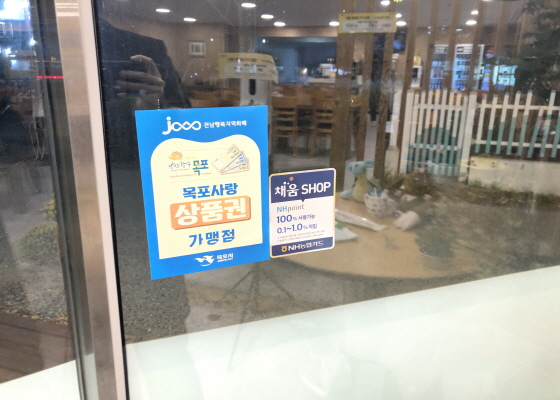 jooo 전남행복지역화폐
목포
목포사랑
상품권
가맹점
목포시
채움 SHOP
NHpoint
100% 사용가능
0.1~1.0% 적립
NH농협카드